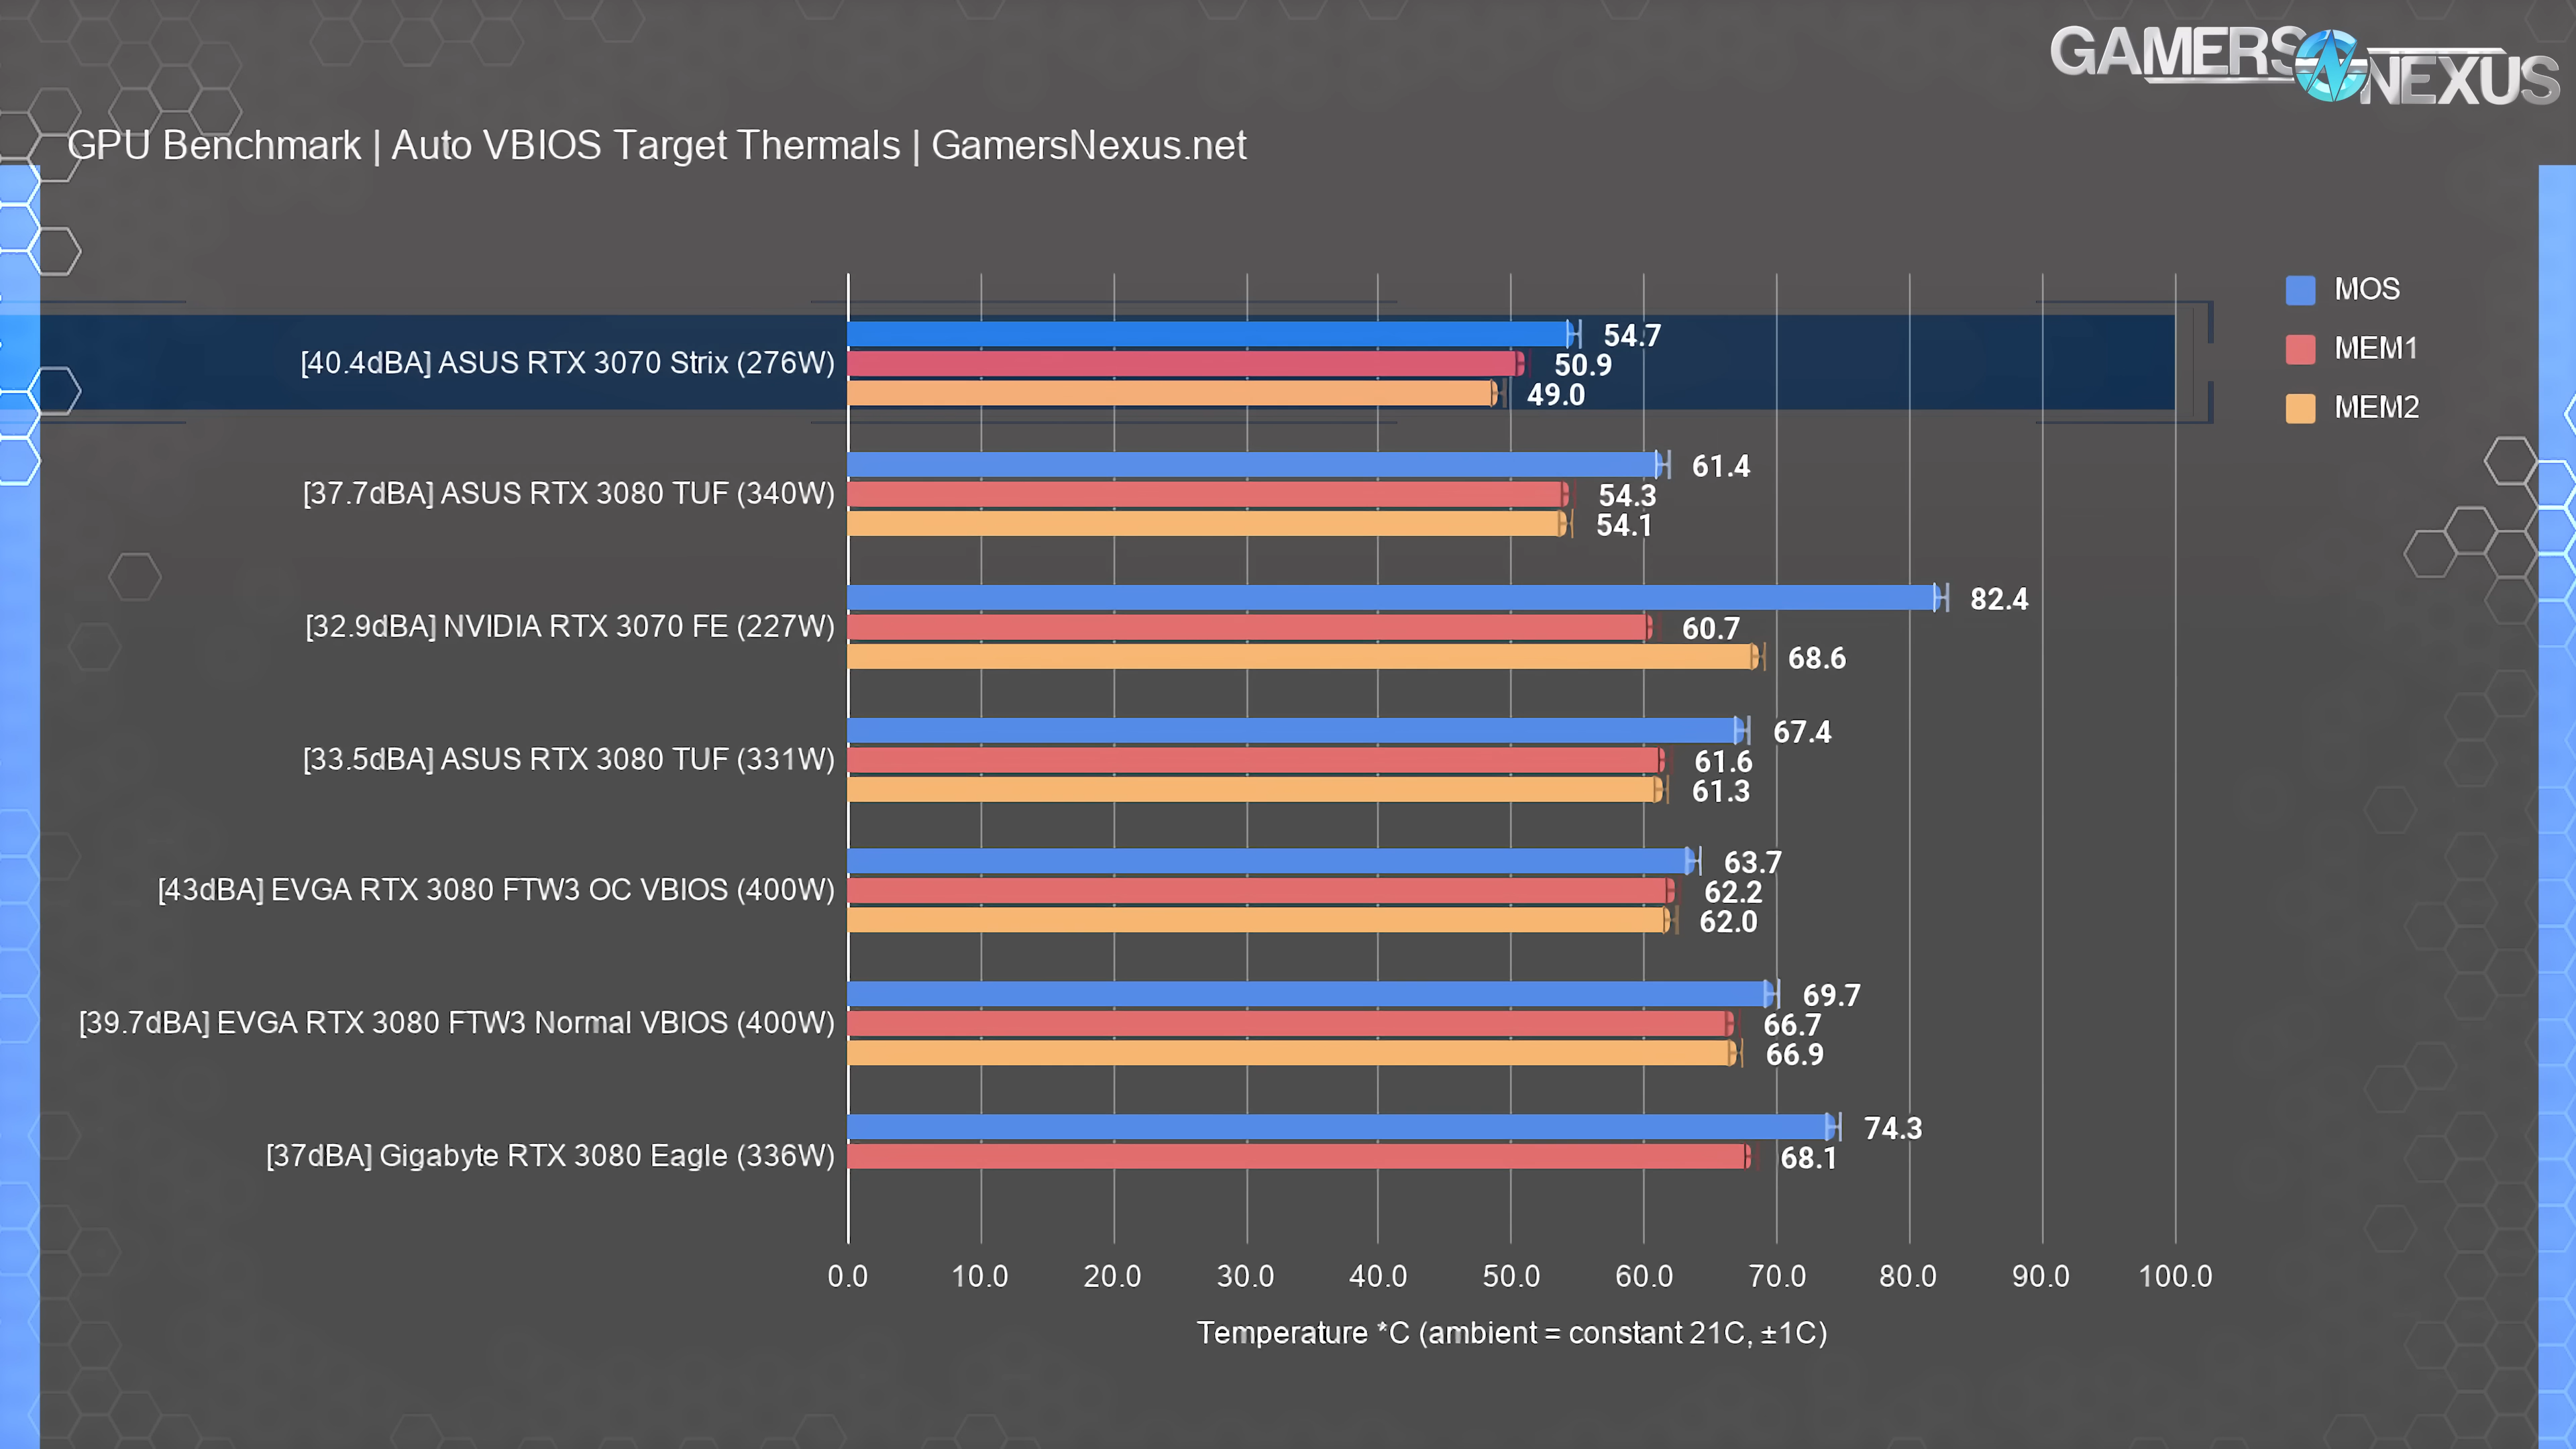 GAMERS NEXUS
GPU Benchmark | Auto VBIOS Target Thermals | GamersNexus.net
MOS
MEM1
MEM2
[40.4dBA] ASUS RTX 3070 Strix (276W)
54.7
50.9
49.0
[37.7dBA] ASUS RTX 3080 TUF (340W)
61.4
54.3
54.1
[32.9dBA] NVIDIA RTX 3070 FE (227W)
82.4
60.7
68.6
[33.5dBA] ASUS RTX 3080 TUF (331W)
67.4
61.6
61.3
[43dBA] EVGA RTX 3080 FTW3 OC VBIOS (400W)
63.7
62.2
62.0
[39.7dBA] EVGA RTX 3080 FTW3 Normal VBIOS (400W)
69.7
66.7
66.9
[37dBA] Gigabyte RTX 3080 Eagle (336W)
74.3
68.1
0.0 10.0 20.0 30.0 40.0 50.0 60.0 70.0 80.0 90.0 100.0
Temperature *C (ambient = constant 21C, ±1C)